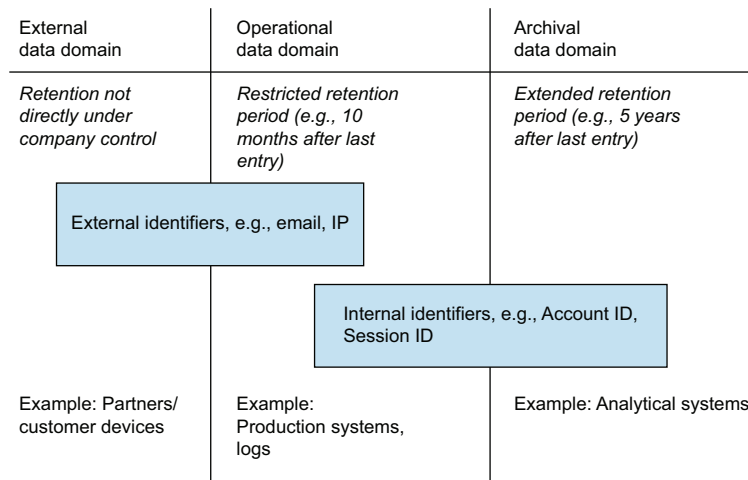 External
data domain
Operational
data domain
Archival
data domain
Retention not
directly under
company control
Restricted retention
period (e.g., 10
months after last
entry)
Extended retention
period (e.g., 5 years
after last entry)
External identifiers, e.g., email, IP
Internal identifiers, e.g., Account ID,
Session ID
Example: Partners/
customer devices
Example:
Production systems,
logs
Example: Analytical systems